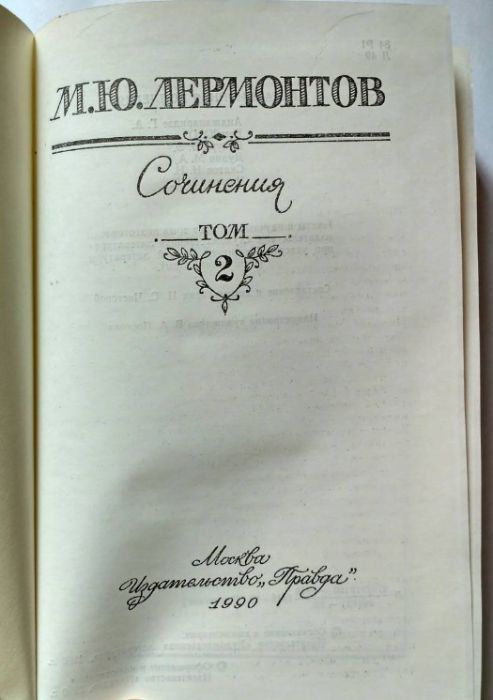 М.Ю.ЛЕРМОНТОВ
Сочинения
ТОМ
2
Москва
Издательство „Правда”
1990